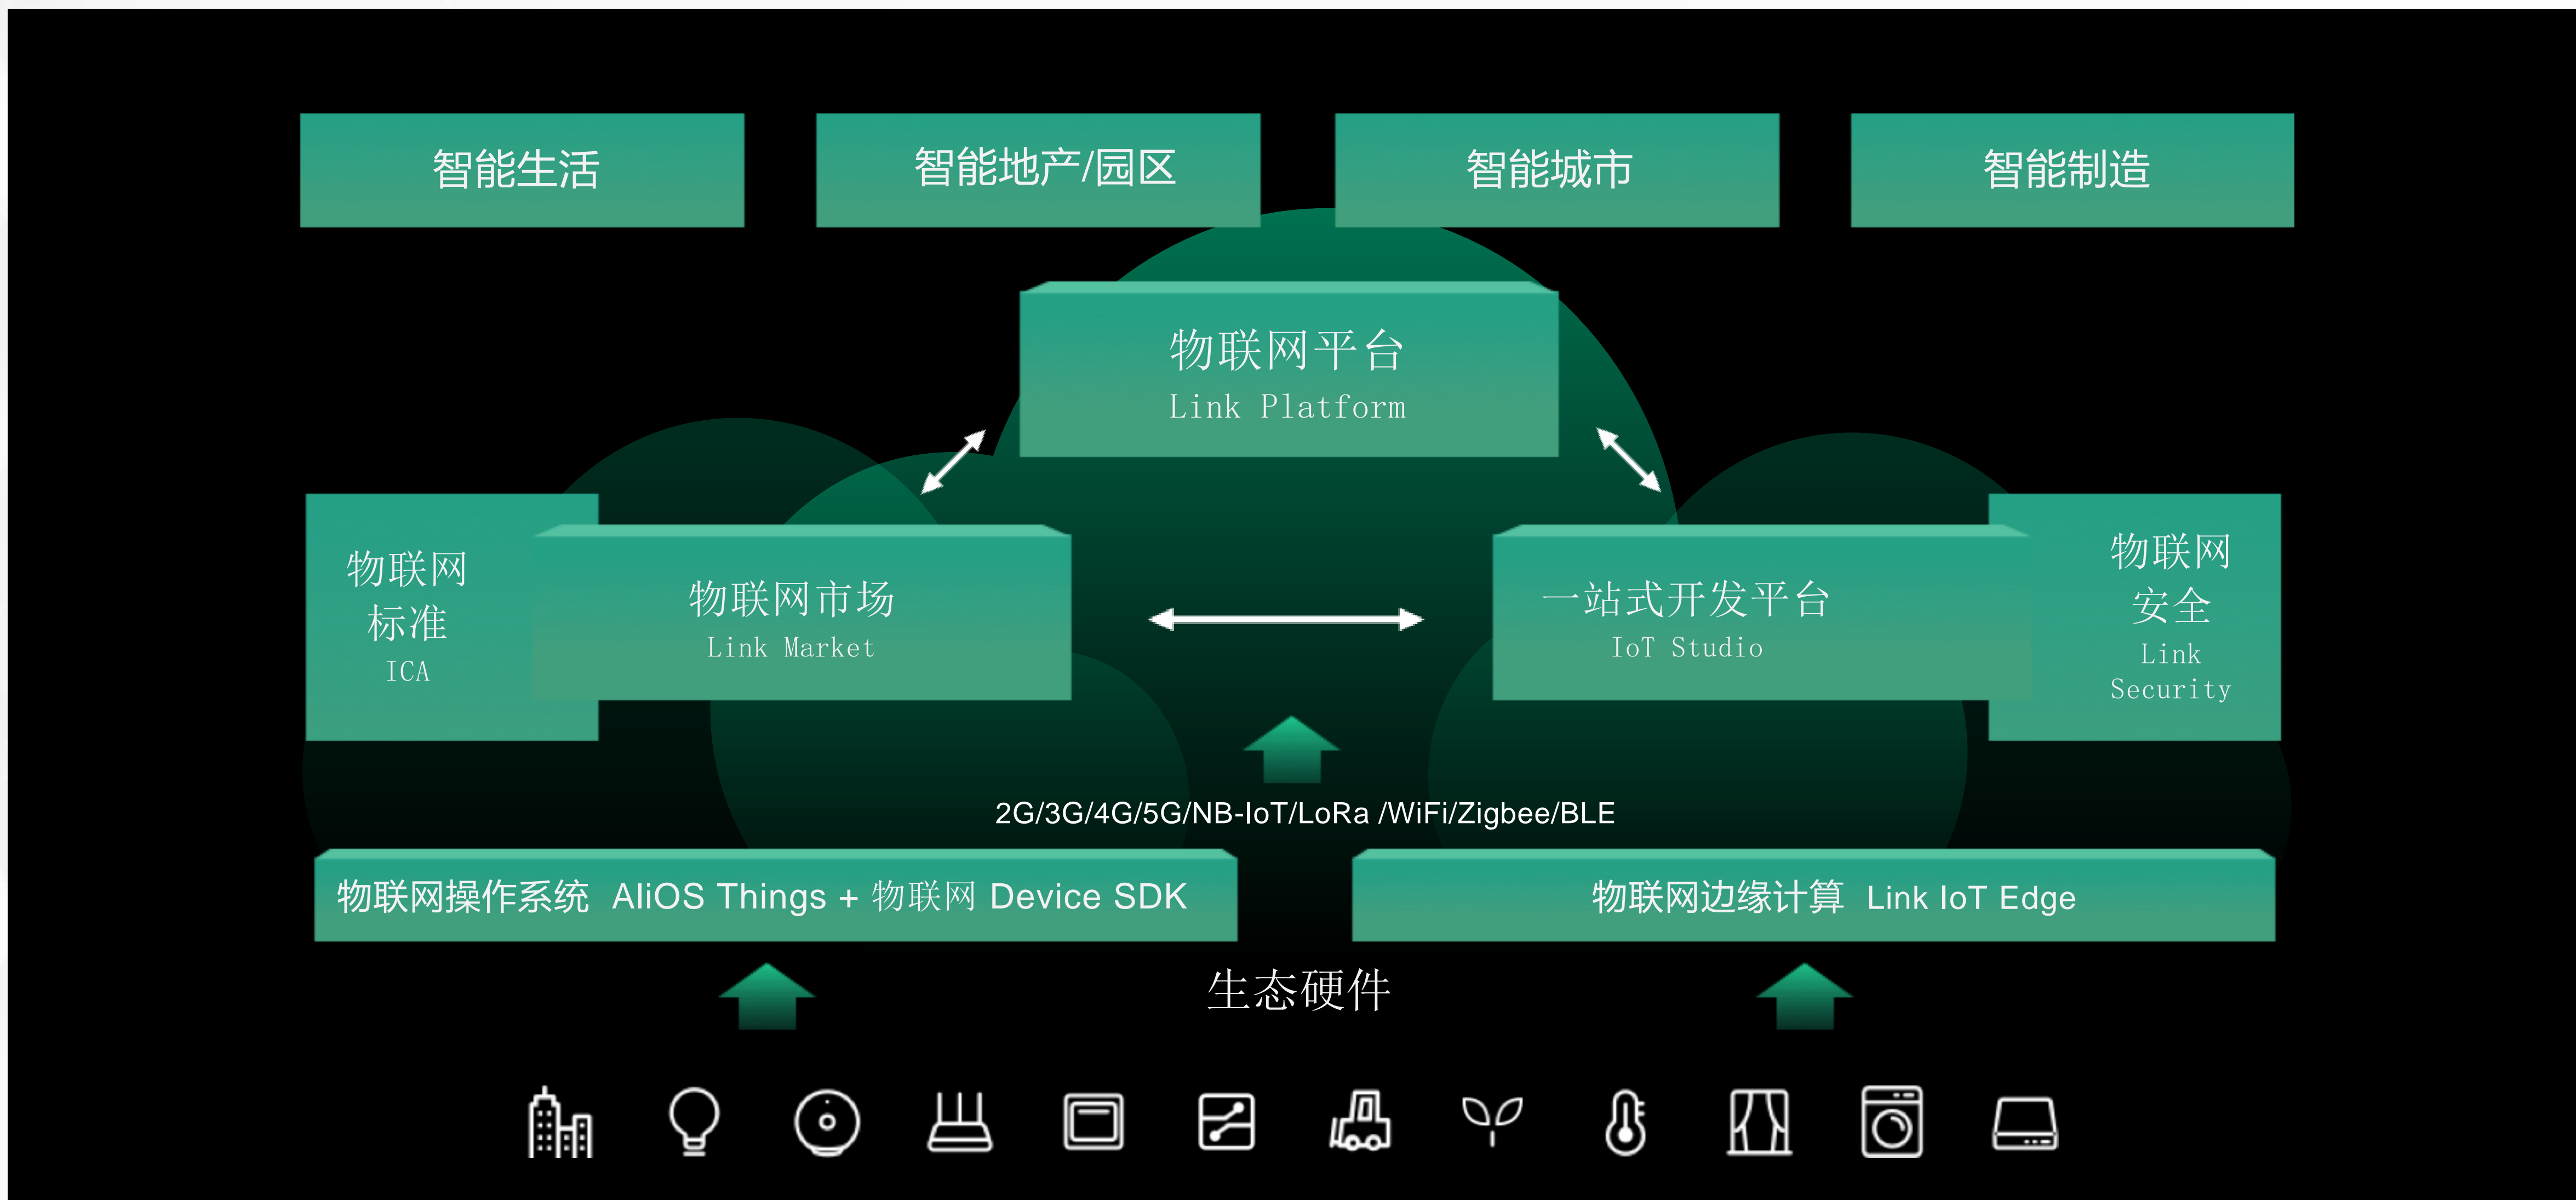 智能生活
智能地产/园区
智能城市
智能制造
物联网平台
Link Platform
物联网
标准
ICA
物联网市场
Link Market
一站式开发平台
IoT Studio
物联网
安全
Link
Security
2G/3G/4G/5G/NB-IoT/LoRa /WiFi/Zigbee/BLE
物联网操作系统 AliOS Things + 物联网 Device SDK
物联网边缘计算 Link IoT Edge
生态硬件